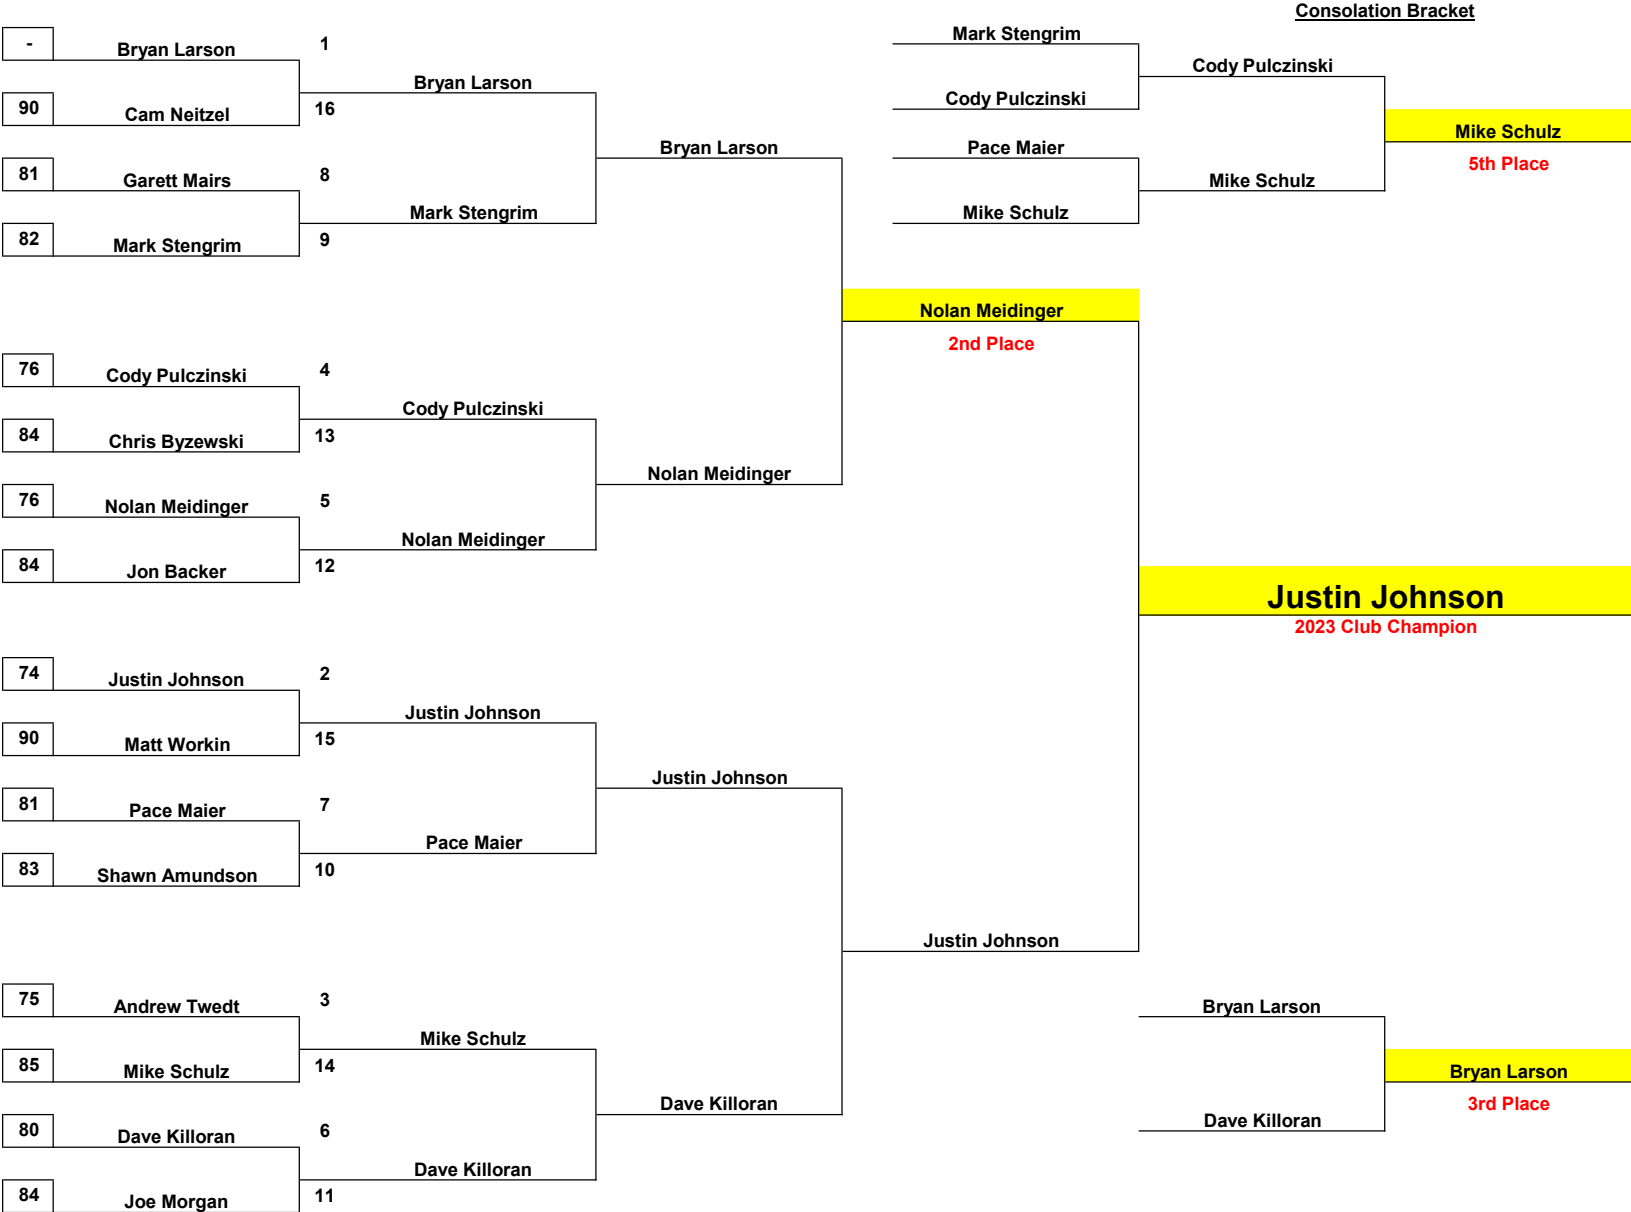 Consolation Bracket
- Bryan Larson 1
Bryan Larson
90 Cam Neitzel 16
Bryan Larson
81 Garett Mairs 8
Mark Stengrim
82 Mark Stengrim 9
Nolan Meidinger
2nd Place
76 Cody Pulczinski 4
Cody Pulczinski
84 Chris Byzewski 13
Nolan Meidinger
76 Nolan Meidinger 5
Nolan Meidinger
84 Jon Backer 12
Justin Johnson
2023 Club Champion
74 Justin Johnson 2
Justin Johnson
90 Matt Workin 15
Justin Johnson
81 Pace Maier 7
Pace Maier
83 Shawn Amundson 10
Justin Johnson
75 Andrew Twedt 3
Mike Schulz
85 Mike Schulz 14
Dave Killoran
80 Dave Killoran 6
Dave Killoran
84 Joe Morgan 11
Mark Stengrim
Cody Pulczinski
Cody Pulczinski
Pace Maier
Mike Schulz
Mike Schulz
Mike Schulz
5th Place
Bryan Larson
Dave Killoran
Bryan Larson
3rd Place